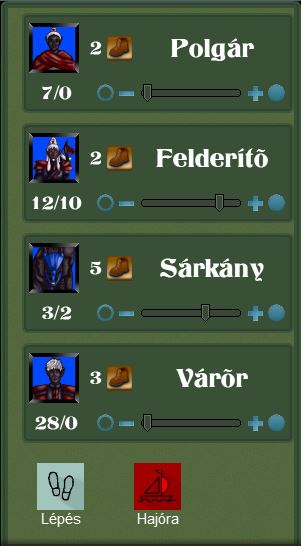 2 Polgár
7/0
2 Felderítõ
12/10
5 Sárkány
3/2
3 Várõr
28/0
Lépés Hajóra